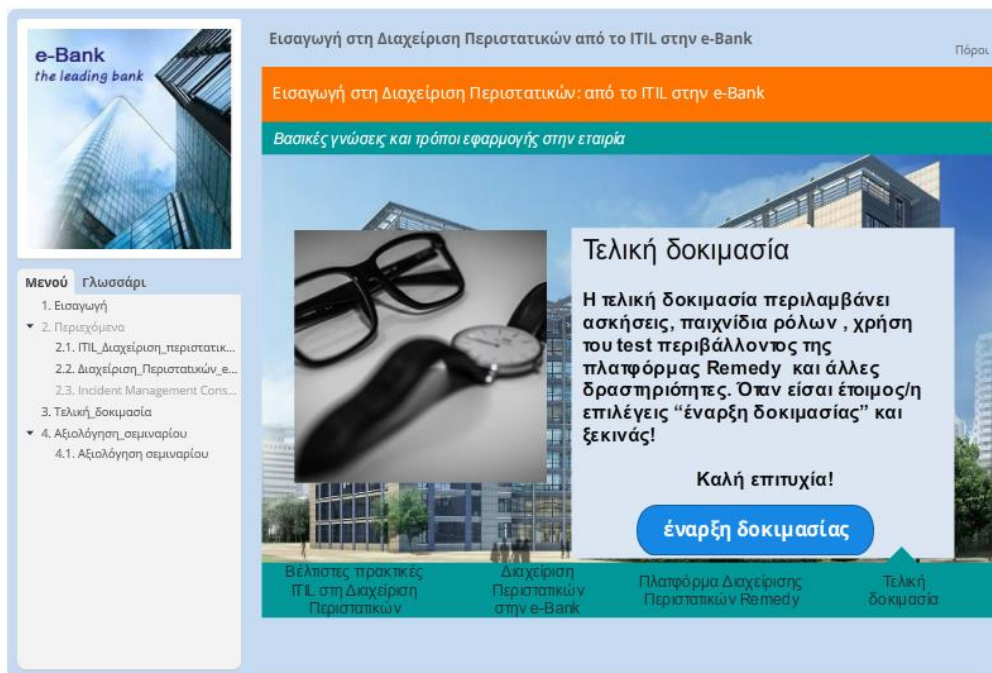 e-Bank
the leading bank
Μενού Γλωσσάρι
1. Εισαγωγή
2. Περιεχόμενα
2.1. ITIL_Διαχείριση_περιστατικ...
2.2. Διαχείριση_Περιστατικών_e...
2.3. Incident Management Cons...
3. Τελική_δοκιμασία
4. Αξιολόγηση_σεμιναρίου
4.1. Αξιολόγηση σεμιναρίου
Εισαγωγή στη Διαχείριση Περιστατικών από το ITIL στην e-Bank
Πόροι
Εισαγωγή στη Διαχείριση Περιστατικών: από το ITIL στην e-Bank
Βασικές γνώσεις και τρόποι εφαρμογής στην εταιρία
Τελική δοκιμασία
Η τελική δοκιμασία περιλαμβάνει
ασκήσεις, παιχνίδια ρόλων , χρήση
του test περιβάλλοντος της
πλατφόρμας Remedy και άλλες
δραστηριότητες. Όταν είσαι έτοιμος/η
επιλέγεις “έναρξη δοκιμασίας” και
ξεκινάς!
Καλή επιτυχία!
έναρξη δοκιμασίας
Βέλτιστες πρακτικές
ITIL στη Διαχείριση
Περιστατικών
Διαχείριση
Περιστατικών
στην e-Bank
Πλατφόρμα Διαχείρισης
Περιστατικών Remedy
Τελική
δοκιμασία